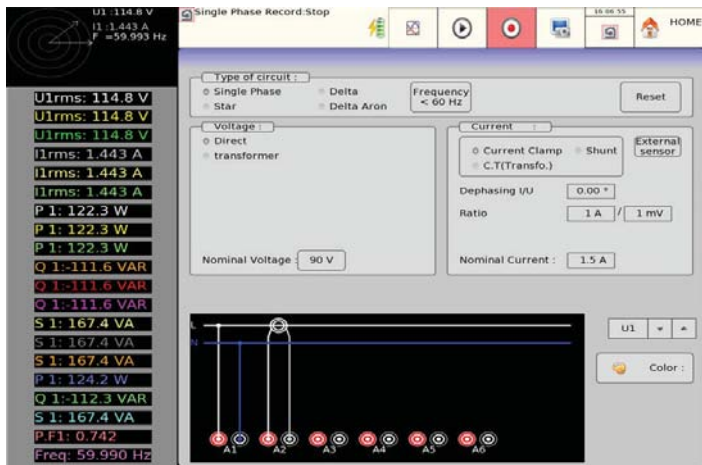 U1:114.8 V
I1 :1.443 A
F =59.993 Hz
Single Phase Record:Stop
16 06 55
HOME
U1rms: 114.8 V
U1rms: 114.8 V
U1rms: 114.8 V
I1rms: 1.443 A
I1rms: 1.443 A
I1rms: 1.443 A
P 1: 122.3 W
P 1: 122.3 W
P 1: 122.3 W
Q 1:-111.6 VAR
Q 1:-111.6 VAR
Q 1:-111.6 VAR
S 1: 167.4 VA
S 1: 167.4 VA
S 1: 167.4 VA
P 1: 124.2 W
Q 1:-112.3 VAR
S 1: 167.4 VA
P.F1: 0.742
Freq: 59.990 Hz
Type of circuit :
Single Phase Delta
Star Delta Aron
Frequency
< 60 Hz
Reset
Voltage :
Direct
transformer
Nominal Voltage : 90 V
Current :
Current Clamp Shunt
C.T(Transfo.)
External
sensor
Dephasing I/U 0.00 °
Ratio 1 A / 1 mV
Nominal Current : 1.5 A
L
N
A1 A2 A3 A4 A5 A6
U1
Color :